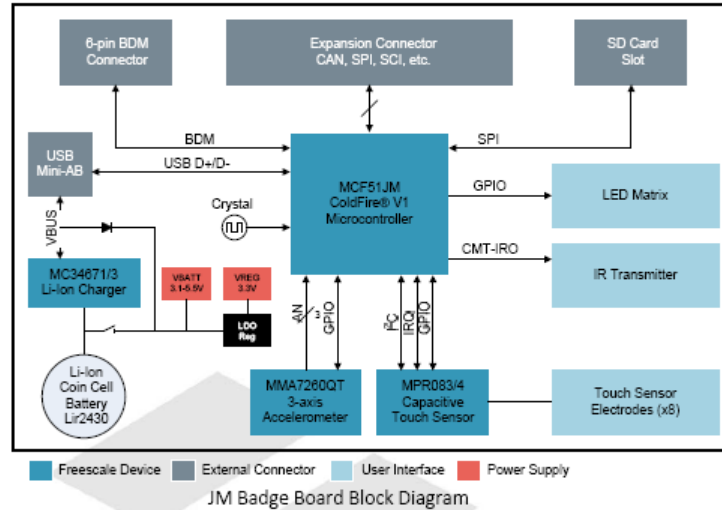 6-pin BDM
Connector
Expansion Connector
CAN, SPI, SCI, etc.
SD Card
Slot
BDM
SPI
USB D+/D-
USB
Mini-AB
MCF51JM
ColdFire® V1
Microcontroller
GPIO
LED Matrix
Crystal
VBUS
CMT-IRO
IR Transmitter
MC34671/3
Li-Ion Charger
VBATT
3.1-5.5V
VREG
3.3V
LDO
Reg
AN
3
GPIO
I²C
IRQ
GPIO
Li-Ion
Coin Cell
Battery
Lir2430
MMA7260QT
3-axis
Accelerometer
MPR083/4
Capacitive
Touch Sensor
Touch Sensor
Electrodes (x8)
Freescale Device
External Connector
User Interface
Power Supply
JM Badge Board Block Diagram